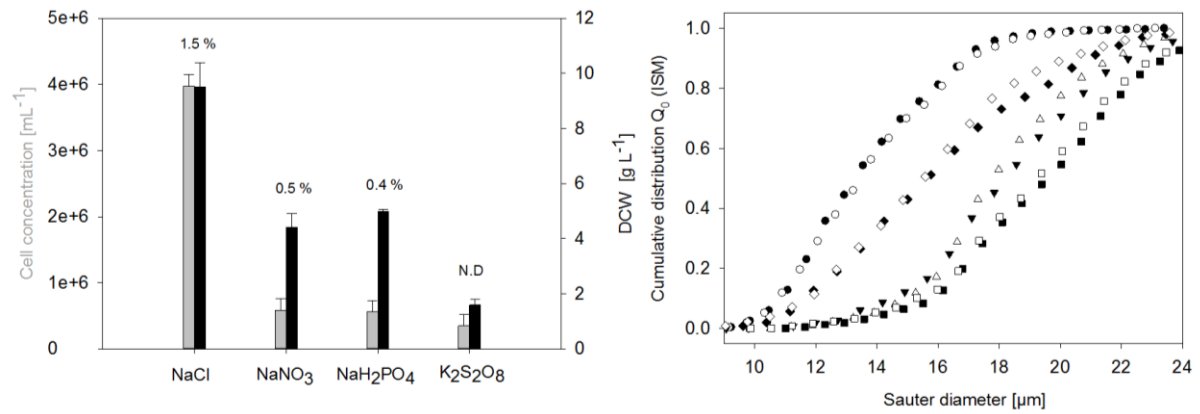 5e+6
4e+6
3e+6
2e+6
1e+6
0
Cell concentration [mL⁻¹]
1.5 %
0.5 %
0.4 %
N.D
NaCl
NaNO₃
NaH₂PO₄
K₂S₂O₈
12
10
8
6
4
2
0
DCW [g L⁻¹]
Cumulative distribution Q₀ (ISM)
1.0
0.8
0.6
0.4
0.2
0.0
10 12 14 16 18 20 22 24
Sauter diameter [µm]